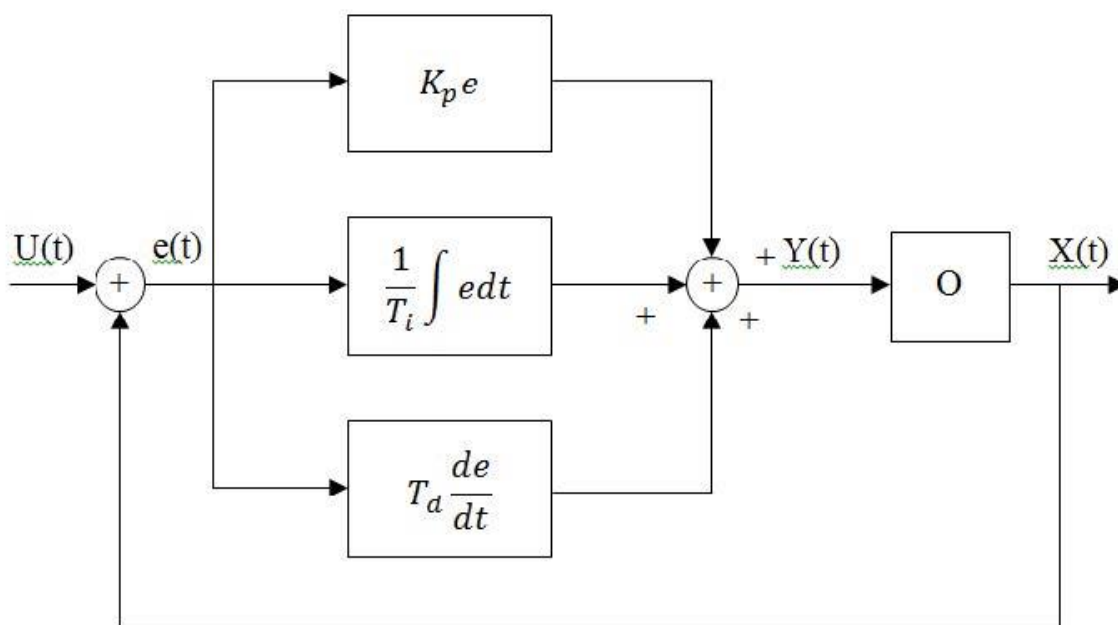 K_p e
U(t)
e(t)
+
1/T_i ∫ edt
+
+
+
+
Y(t)
O
X(t)
T_d de/dt